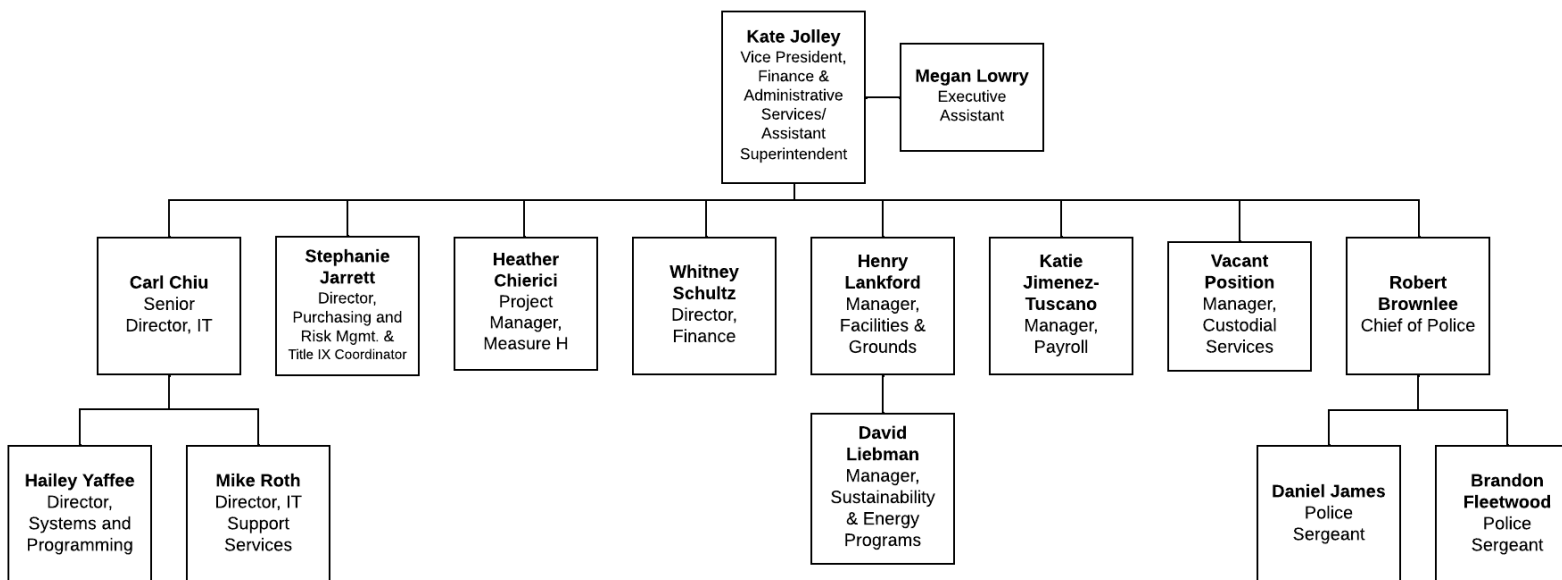 Kate Jolley
Vice President,
Finance &
Administrative
Services/
Assistant
Superintendent
Megan Lowry
Executive
Assistant
Carl Chiu
Senior
Director, IT
Stephanie
Jarrett
Director,
Purchasing and
Risk Mgmt. &
Title IX Coordinator
Heather
Chierici
Project
Manager,
Measure H
Whitney
Schultz
Director,
Finance
Henry
Lankford
Manager,
Facilities &
Grounds
Katie
Jimenez-
Tuscano
Manager,
Payroll
Vacant
Position
Manager,
Custodial
Services
Robert
Brownlee
Chief of Police
Hailey Yaffee
Director,
Systems and
Programming
Mike Roth
Director, IT
Support
Services
David
Liebman
Manager,
Sustainability
& Energy
Programs
Daniel James
Police
Sergeant
Brandon
Fleetwood
Police
Sergeant